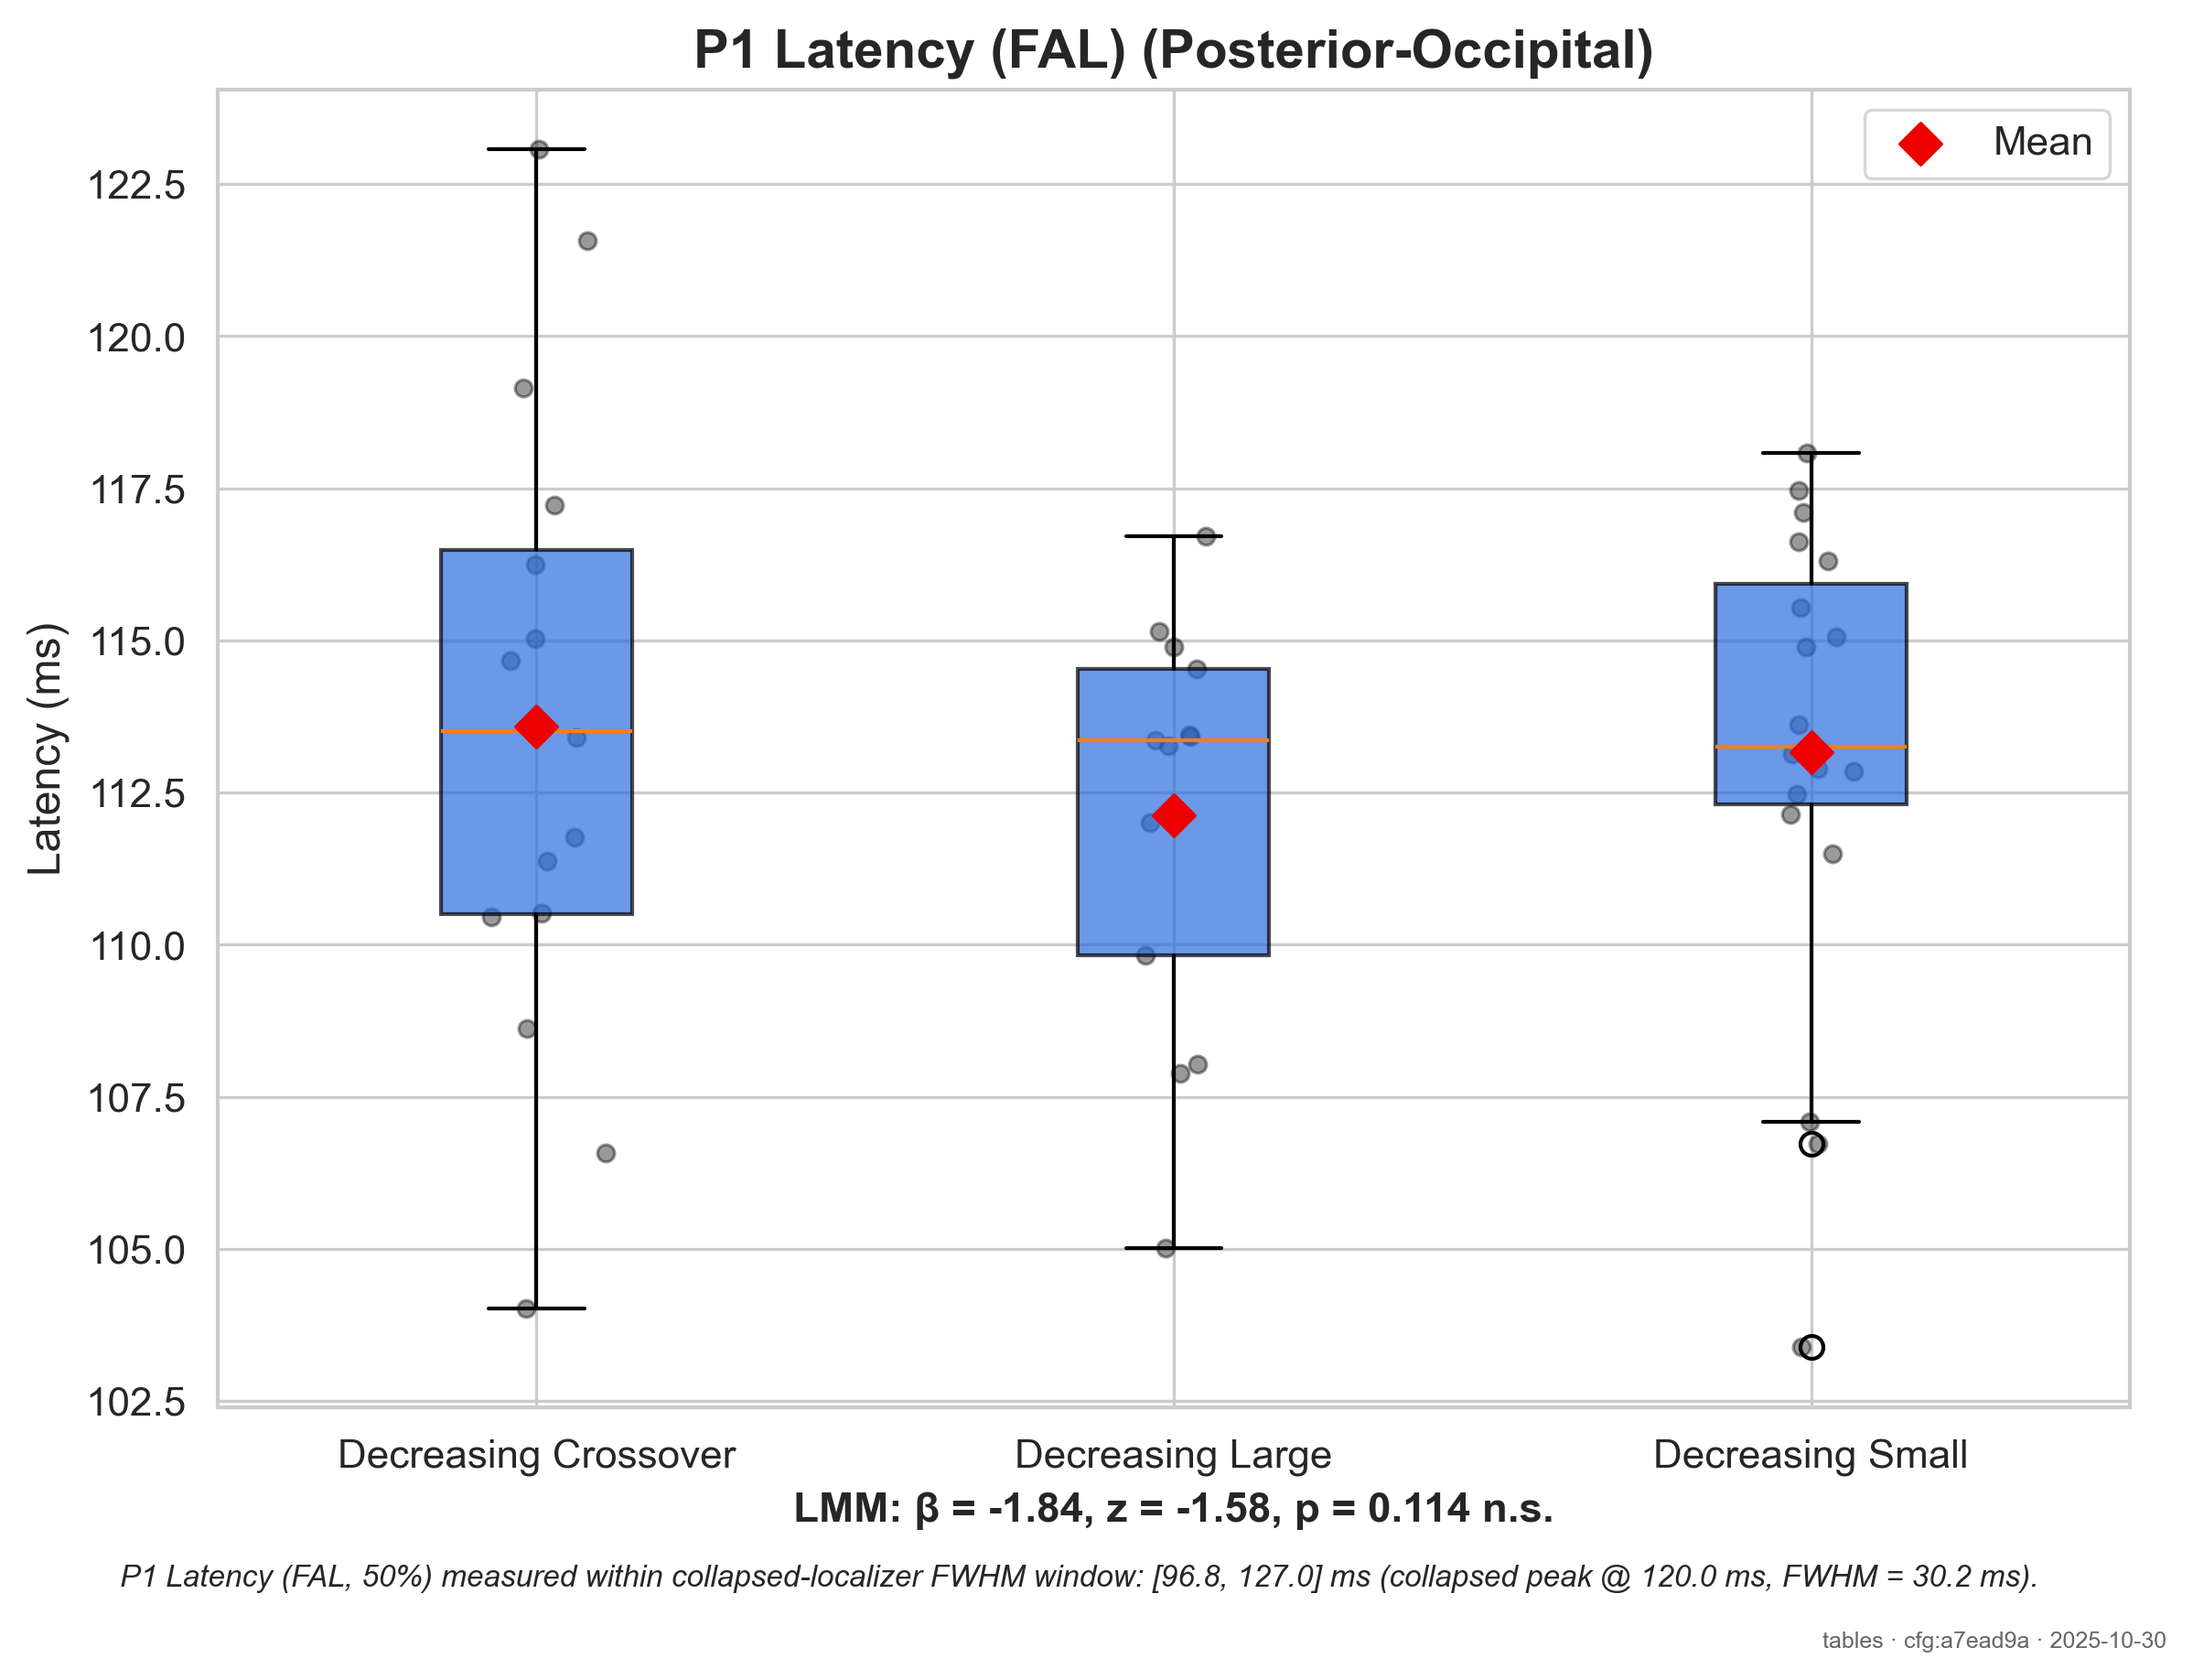 P1 Latency (FAL) (Posterior-Occipital)
Mean
Latency (ms)
122.5
120.0
117.5
115.0
112.5
110.0
107.5
105.0
102.5
Decreasing Crossover
Decreasing Large
Decreasing Small
LMM: β = -1.84, z = -1.58, p = 0.114 n.s.
P1 Latency (FAL, 50%) measured within collapsed-localizer FWHM window: [96.8, 127.0] ms (collapsed peak @ 120.0 ms, FWHM = 30.2 ms).
tables · cfg:a7ead9a · 2025-10-30